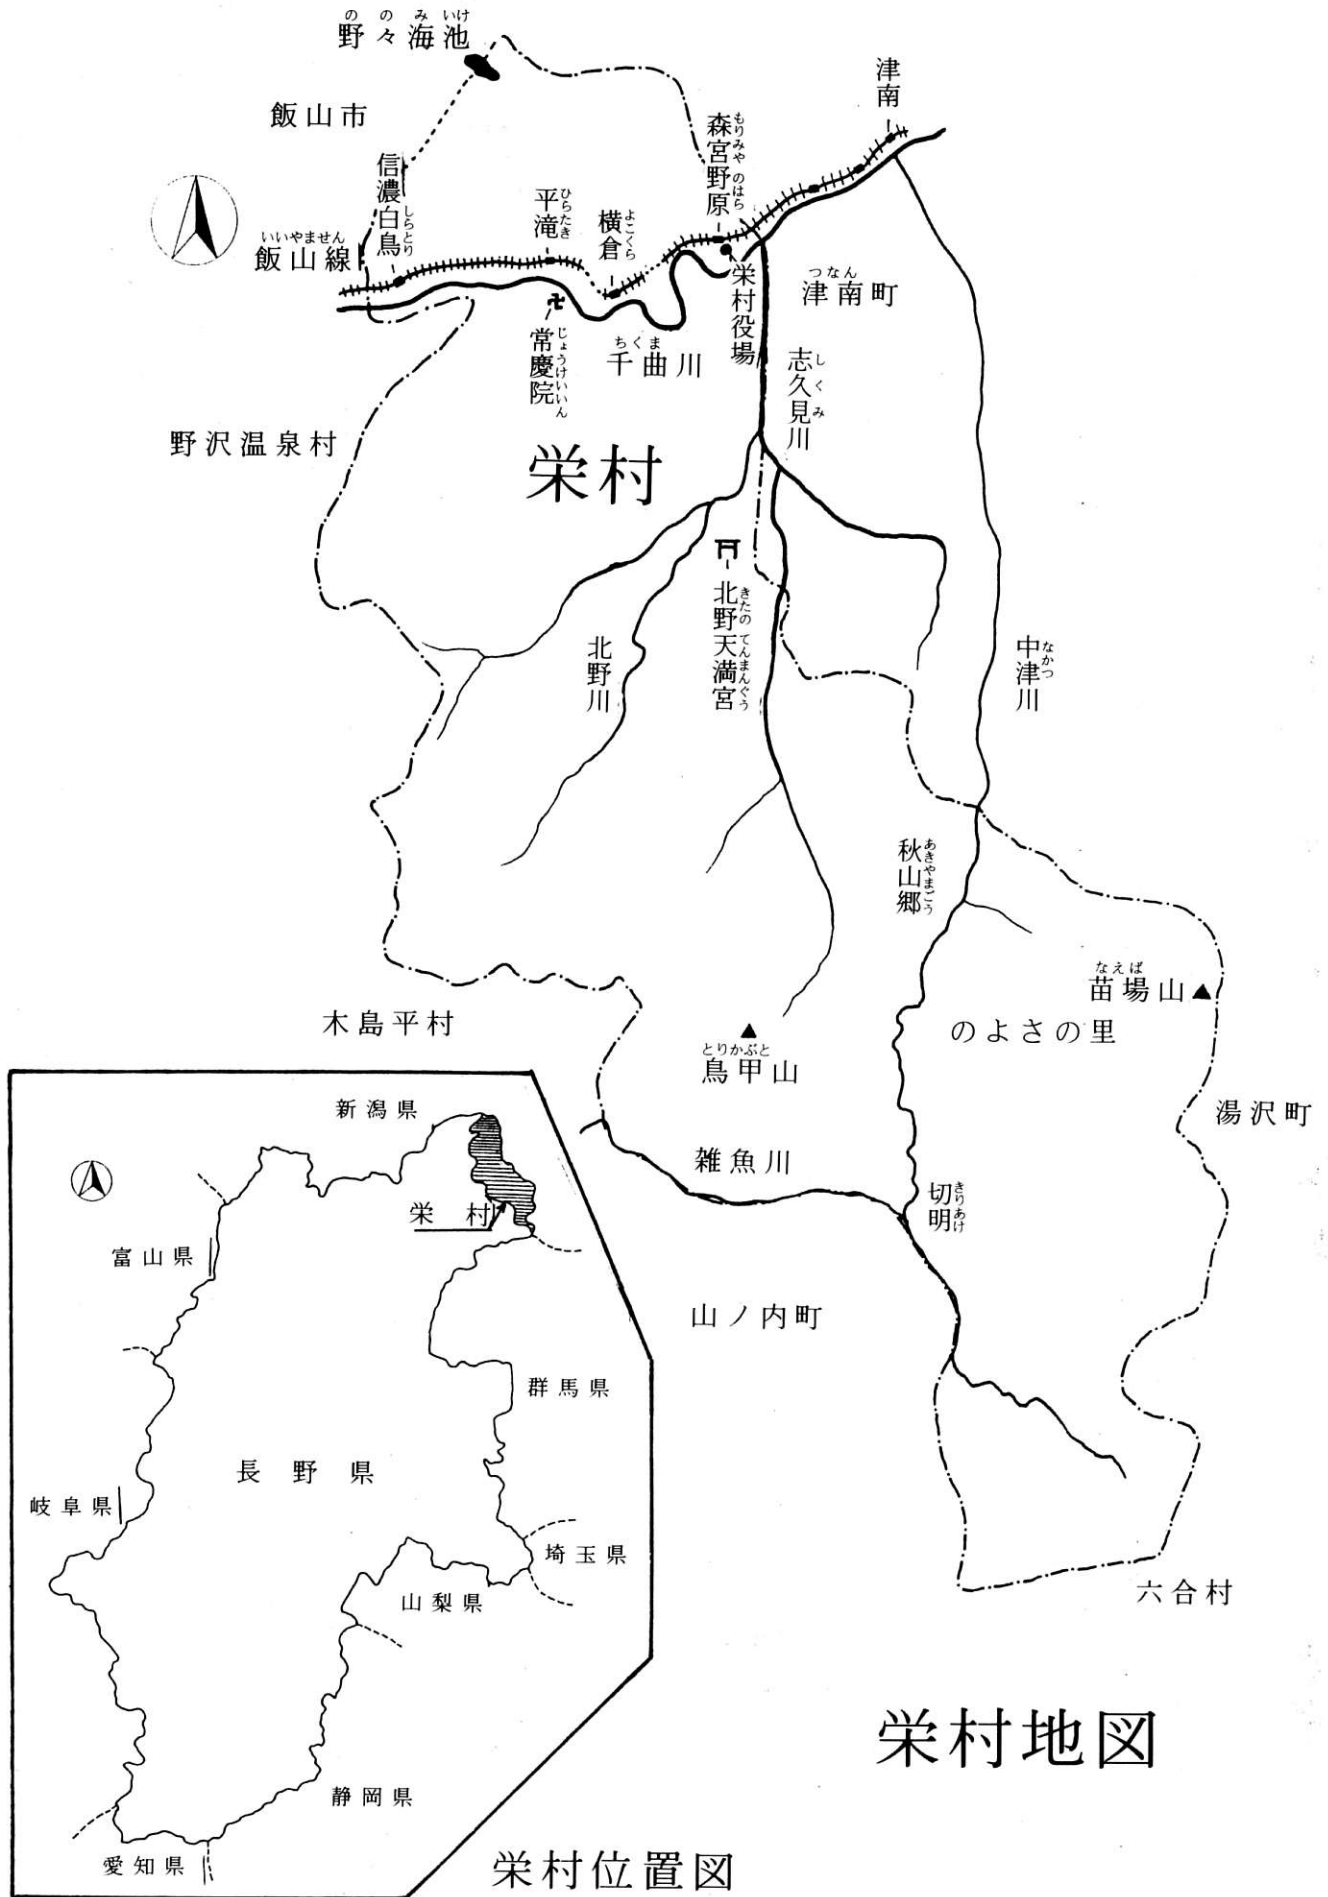 野々海池
ののみいけ
飯山市
津南
森宮野原
もりみやのはら
信濃白鳥
しらとり
平滝
ひらたき
横倉
よこくら
飯山線
いいやません
栄村役場
津南町
つなん
常慶院
じょうけいいん
千曲川
ちくま
志久見川
しくみ
野沢温泉村
栄村
北野天満宮
きたのてんまんぐう
北野川
中津川
なかつ
秋山郷
あきやまごう
苗場山
なえば
のよさの里
木島平村
鳥甲山
とりかぶと
湯沢町
雑魚川
切明
きりあけ
山ノ内町
六合村
栄村地図
新潟県
栄村
富山県
群馬県
長野県
岐阜県
埼玉県
山梨県
静岡県
愛知県
栄村位置図